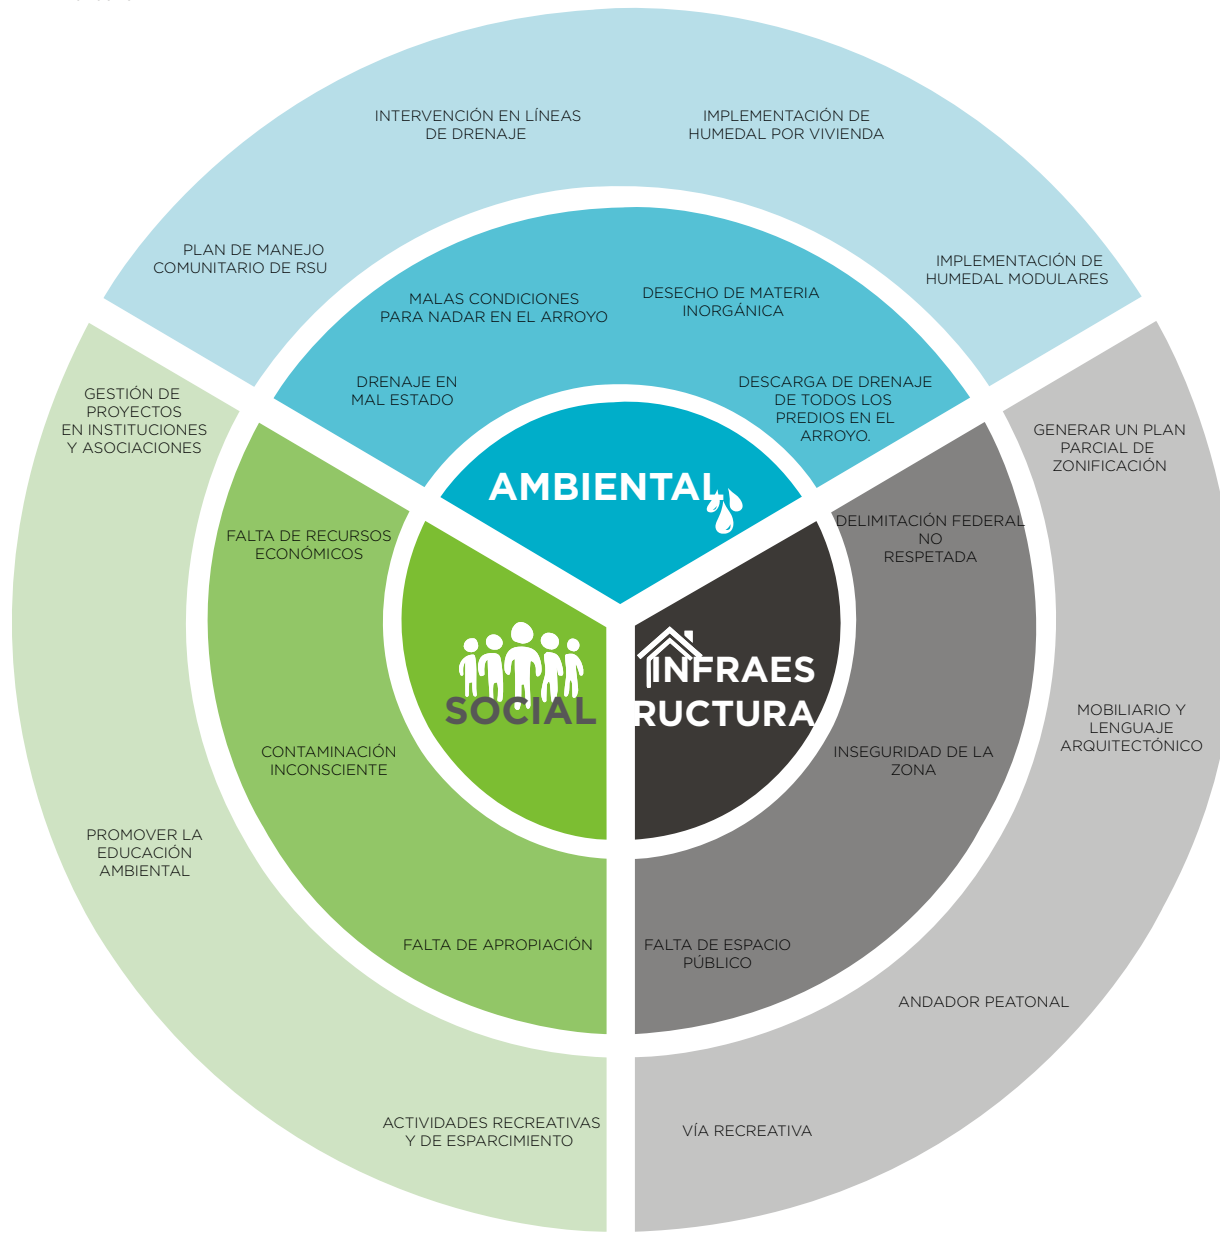 INTERVENCIÓN EN LÍNEAS
DE DRENAJE
IMPLEMENTACIÓN DE
HUMEDAL POR VIVIENDA
PLAN DE MANEJO
COMUNITARIO DE RSU
IMPLEMENTACIÓN DE
HUMEDAL MODULARES
MALAS CONDICIONES
PARA NADAR EN EL ARROYO
DESECHO DE MATERIA
INORGÁNICA
DRENAJE EN
MAL ESTADO
DESCARGA DE DRENAJE
DE TODOS LOS
PREDIOS EN EL
ARROYO.
AMBIENTAL
GESTIÓN DE
PROYECTOS
EN INSTITUCIONES
Y ASOCIACIONES
FALTA DE RECURSOS
ECONÓMICOS
SOCIAL
CONTAMINACIÓN
INCONSCIENTE
PROMOVER LA
EDUCACIÓN
AMBIENTAL
FALTA DE APROPIACIÓN
ACTIVIDADES RECREATIVAS
Y DE ESPARCIMIENTO
GENERAR UN PLAN
PARCIAL DE
ZONIFICACIÓN
DELIMITACIÓN FEDERAL
NO
RESPETADA
INFRAES
RUCTURA
MOBILIARIO Y
LENGUAJE
ARQUITECTÓNICO
INSEGURIDAD DE LA
ZONA
FALTA DE ESPACIO
PÚBLICO
ANDADOR PEATONAL
VÍA RECREATIVA